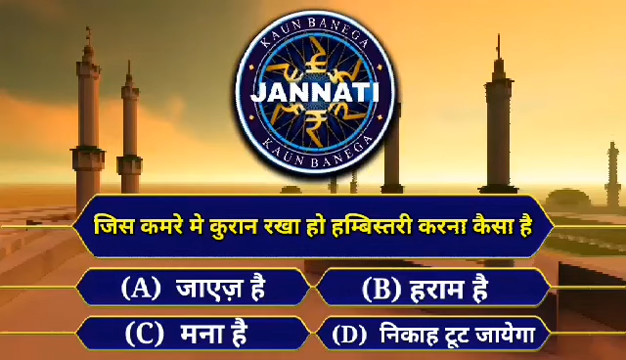 KAUN BANEGA
JANNATI
KAUN BANEGA
जिस कमरे मे कुरान रखा हो हम्बिस्तरी करना कैसा है
(A) जाएज़ है
(B) हराम है
(C) मना है
(D) निकाह टूट जायेगा